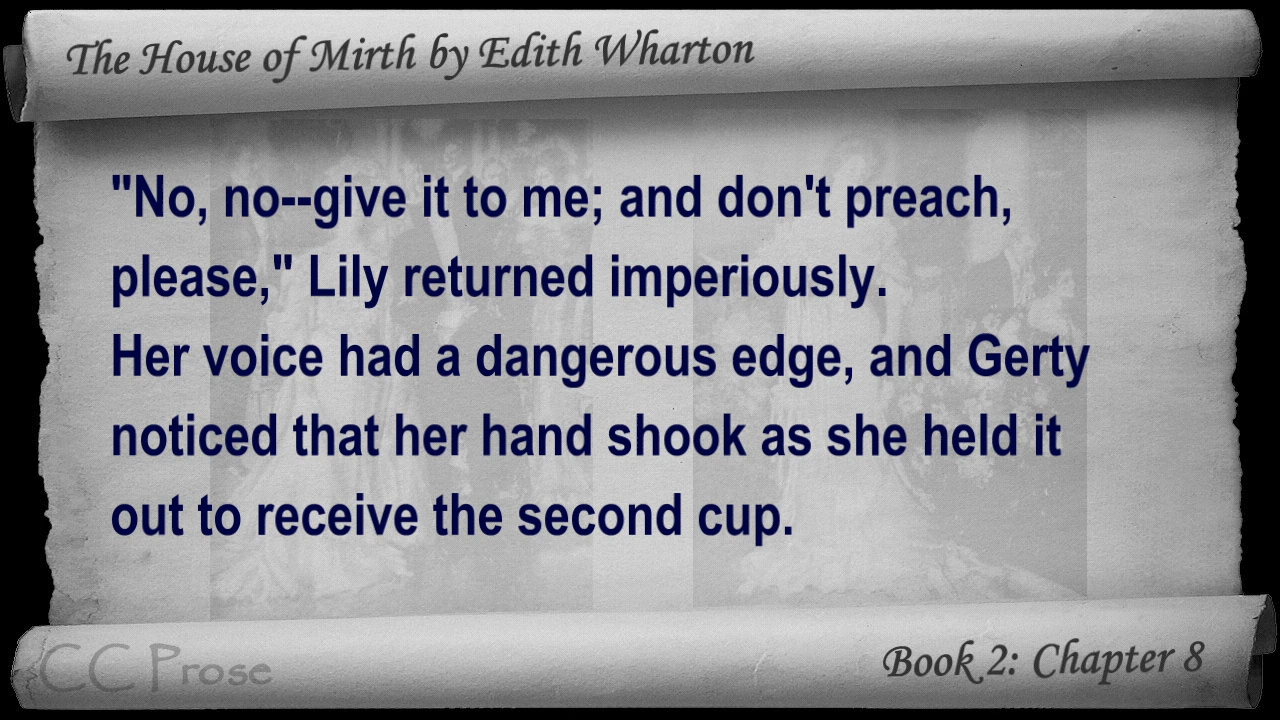 The House of Mirth by Edith Wharton
"No, no--give it to me; and don't preach,
please," Lily returned imperiously.
Her voice had a dangerous edge, and Gerty
noticed that her hand shook as she held it
out to receive the second cup.
CC Prose
Book 2: Chapter 8